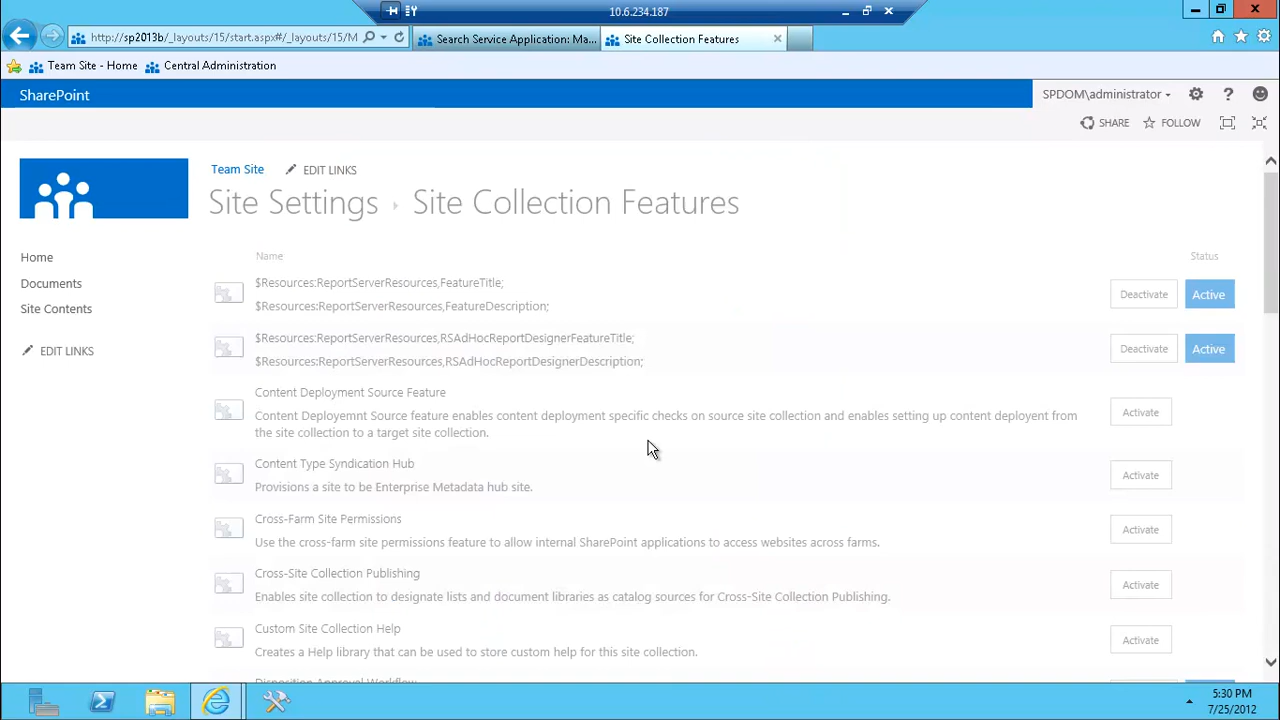 10.6.234.187
http://sp2013b/_layouts/15/start.aspx#/_layouts/15/M
Search Service Application: Ma...
Site Collection Features
Team Site - Home
Central Administration
SharePoint
SPDOM\administrator
SHARE
FOLLOW
Team Site
EDIT LINKS
Site Settings
Site Collection Features
Home
Documents
Site Contents
EDIT LINKS
Name
Status
$Resources:ReportServerResources,FeatureTitle;
$Resources:ReportServerResources,FeatureDescription;
Deactivate
Active
$Resources:ReportServerResources,RSAdHocReportDesignerFeatureTitle;
$Resources:ReportServerResources,RSAdHocReportDesignerDescription;
Deactivate
Active
Content Deployment Source Feature
Content Deployemnt Source feature enables content deployment specific checks on source site collection and enables setting up content deployent from
the site collection to a target site collection.
Activate
Content Type Syndication Hub
Provisions a site to be Enterprise Metadata hub site.
Activate
Cross-Farm Site Permissions
Use the cross-farm site permissions feature to allow internal SharePoint applications to access websites across farms.
Activate
Cross-Site Collection Publishing
Enables site collection to designate lists and document libraries as catalog sources for Cross-Site Collection Publishing.
Activate
Custom Site Collection Help
Creates a Help library that can be used to store custom help for this site collection.
Activate
Disposition Approval Workflow
5:30 PM
7/25/2012